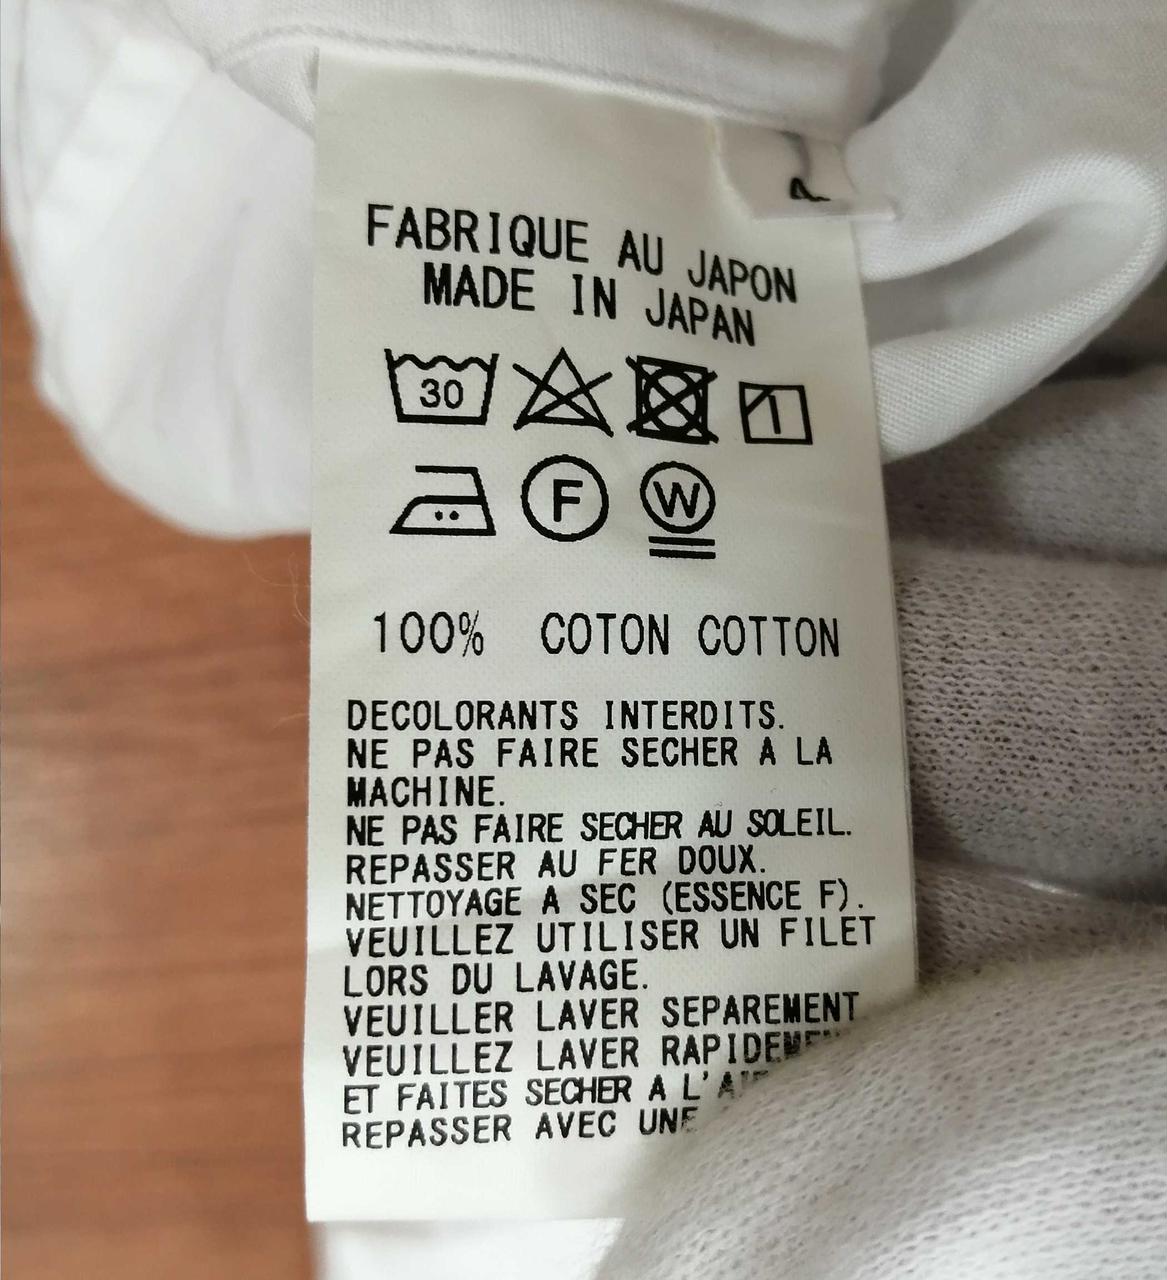 FABRIQUE AU JAPON
MADE IN JAPAN
30
F
W
100% COTON COTTON
DECOLORANTS INTERDITS.
NE PAS FAIRE SECHER A LA
MACHINE.
NE PAS FAIRE SECHER AU SOLEIL.
REPASSER AU FER DOUX.
NETTOYAGE A SEC (ESSENCE F).
VEUILLEZ UTILISER UN FILET
LORS DU LAVAGE.
VEUILLER LAVER SEPAREMENT
VEUILLEZ LAVER
ET FAITES SECHER A
REPASSER AVEC UNE